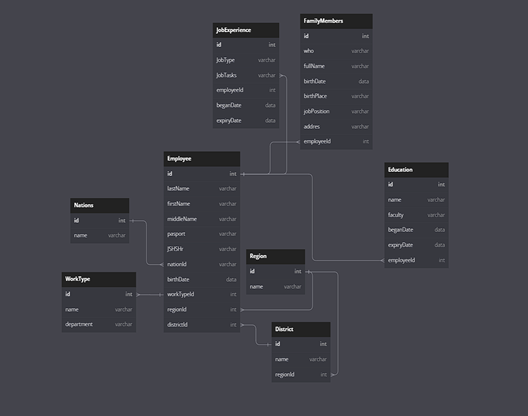 JobExperience
id int
JobType varchar
JobTasks varchar
employeeId int
beganDate data
expiryDate data
FamilyMembers
id int
who varchar
fullName varchar
birthDate data
birthPlace varchar
jobPosition varchar
addres varchar
employeeId int
Employee
id int
lastName varchar
firstName varchar
middleName varchar
pasport varchar
JSHSHr varchar
nationId varchar
birthDate data
workTypeId int
regionId int
districtId int
Education
id int
name varchar
faculty varchar
beganDate data
expiryDate data
employeeId int
Nations
id int
name varchar
Region
id int
name varchar
WorkType
id int
name varchar
department varchar
District
id int
name varchar
regionId int